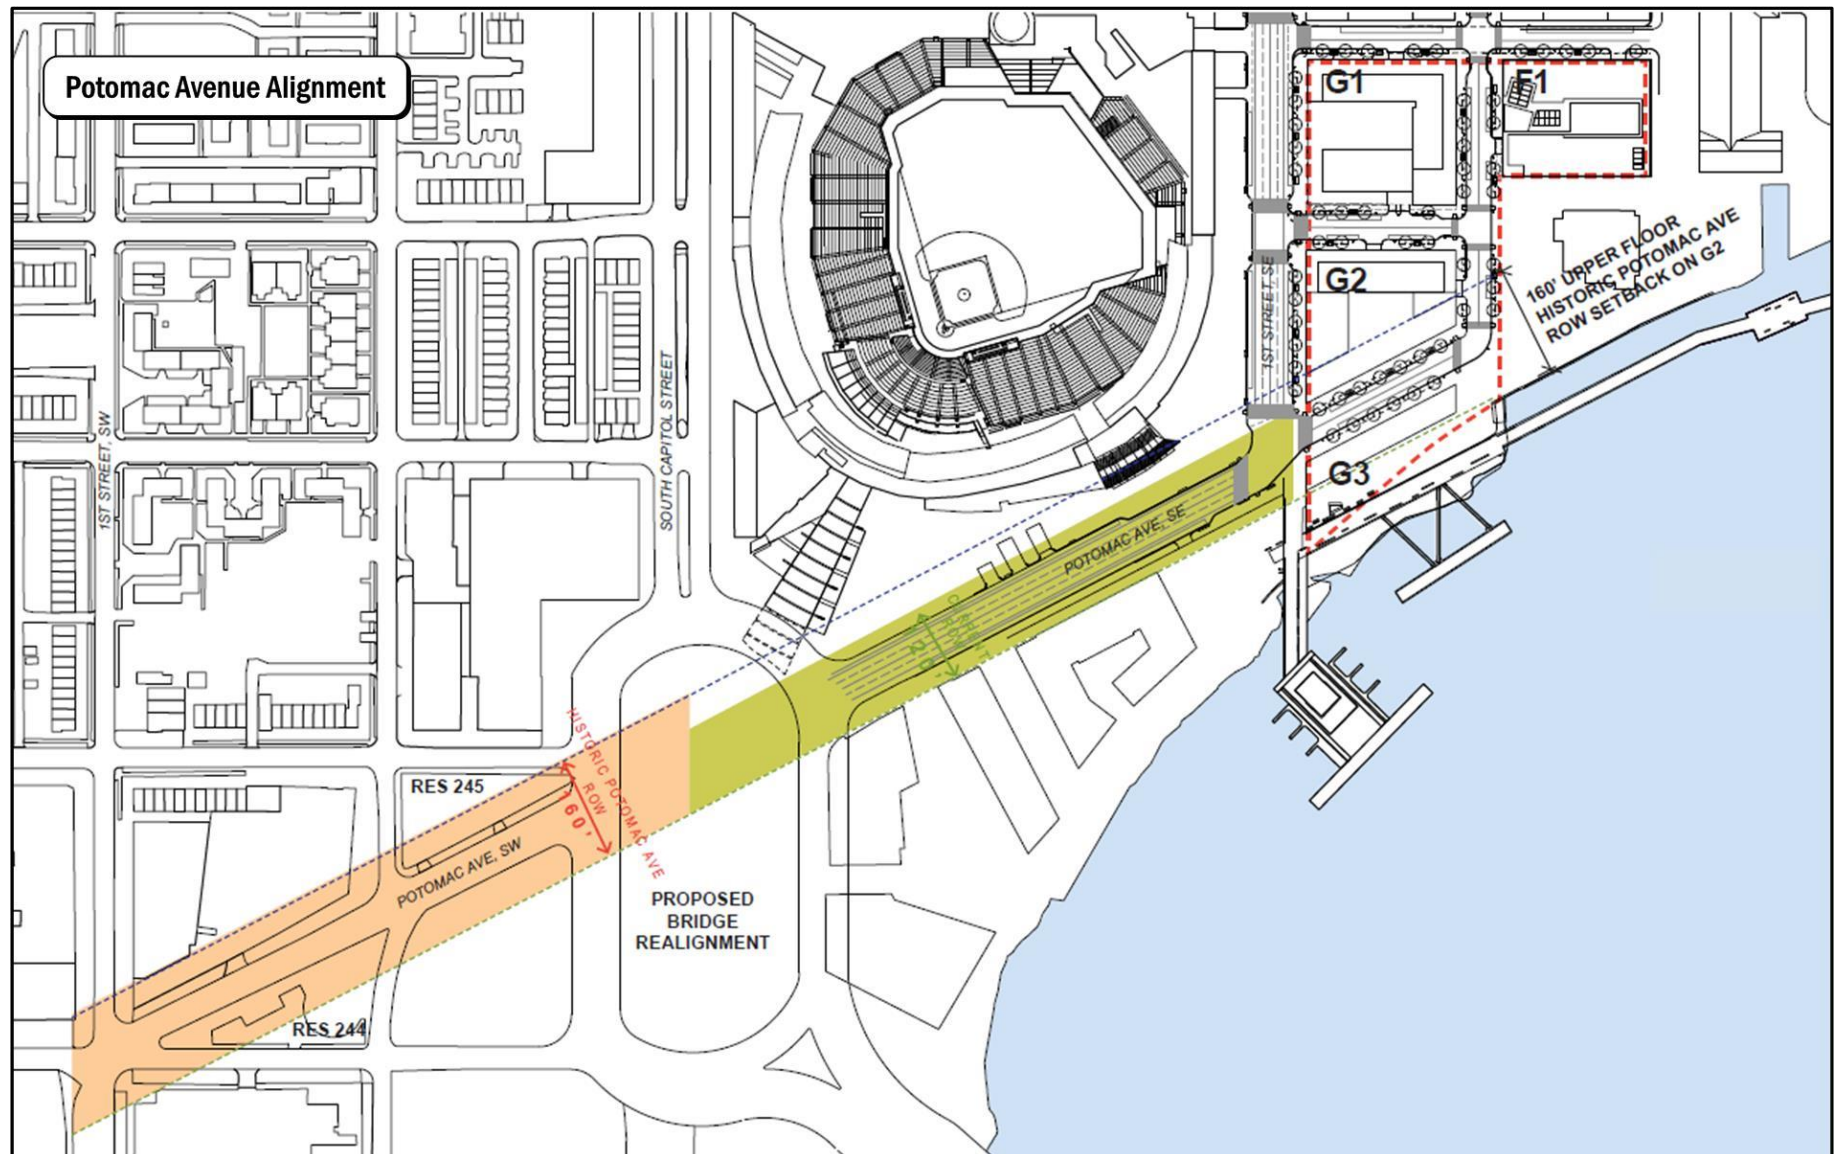 Potomac Avenue Alignment
G1
F1
G2
160' UPPER FLOOR
HISTORIC POTOMAC AVE
ROW SETBACK ON G2
1ST STREET, SE
SOUTH CAPITOL STREET
1ST STREET, SW
G3
POTOMAC AVE, SE
CURRENT
ROW
120'
HISTORIC POTOMAC AVE
ROW
160'
RES 245
POTOMAC AVE, SW
PROPOSED
BRIDGE
REALIGNMENT
RES 244